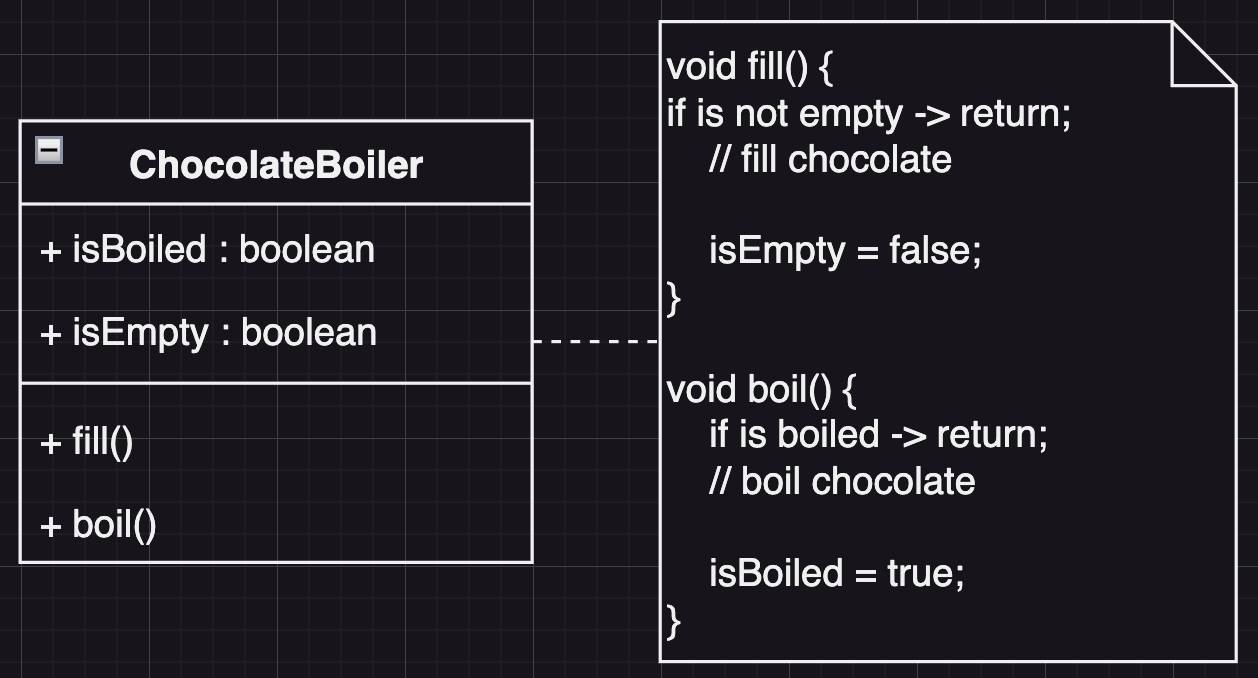 ChocolateBoiler
+ isBoiled : boolean
+ isEmpty : boolean
+ fill()
+ boil()
void fill() {
if is not empty -> return;
// fill chocolate
isEmpty = false;
}
void boil() {
if is boiled -> return;
// boil chocolate
isBoiled = true;
}